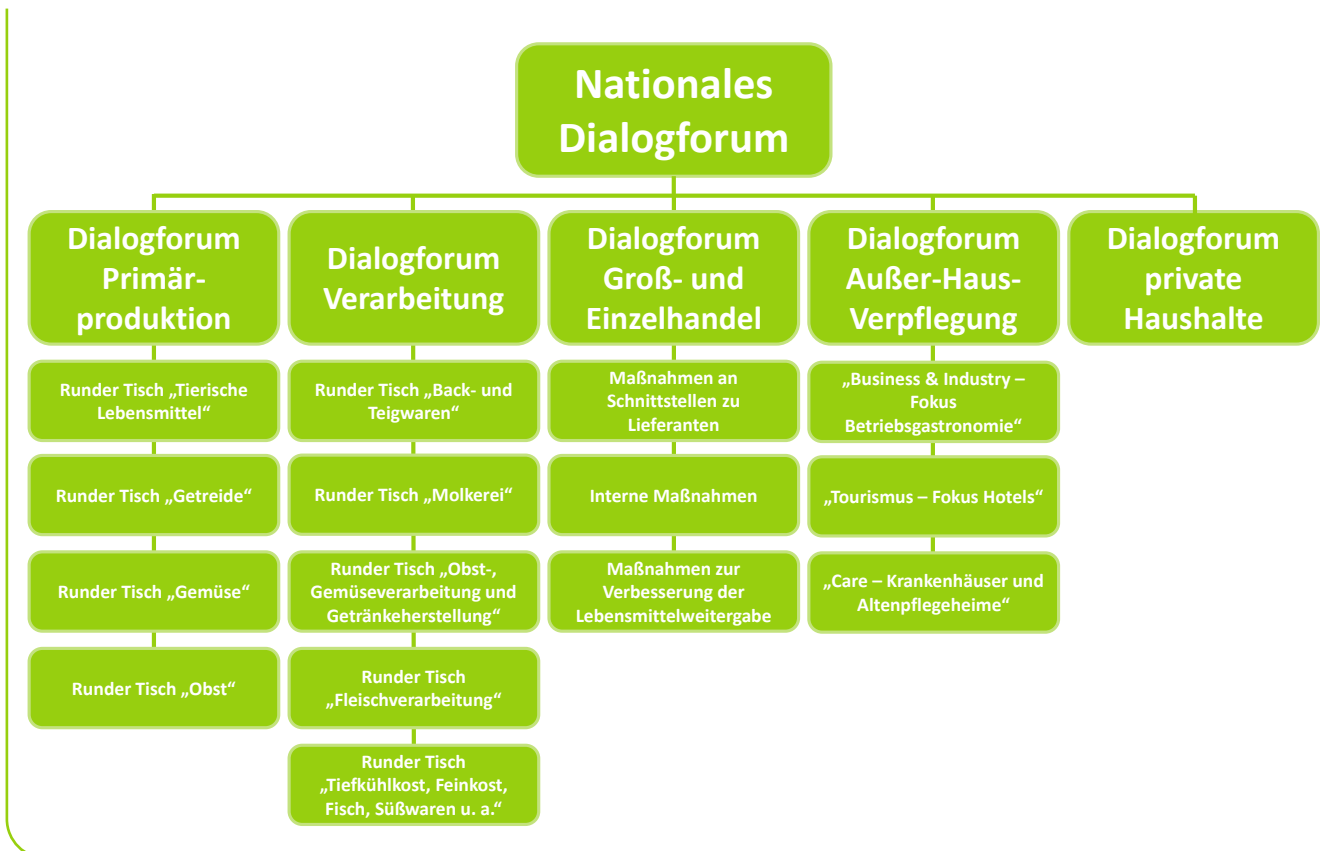 Nationales
Dialogforum
Dialogforum
Primär-
produktion
Runder Tisch „Tierische
Lebensmittel“
Runder Tisch „Getreide“
Runder Tisch „Gemüse“
Runder Tisch „Obst“
Dialogforum
Verarbeitung
Runder Tisch „Back- und
Teigwaren“
Runder Tisch „Molkerei“
Runder Tisch „Obst-,
Gemüseverarbeitung und
Getränkeherstellung“
Runder Tisch
„Fleischverarbeitung“
Runder Tisch
„Tiefkühlkost, Feinkost,
Fisch, Süßwaren u. a.“
Dialogforum
Groß- und
Einzelhandel
Maßnahmen an
Schnittstellen zu
Lieferanten
Interne Maßnahmen
Maßnahmen zur
Verbesserung der
Lebensmittelweitergabe
Dialogforum
Außer-Haus-
Verpflegung
„Business & Industry –
Fokus
Betriebsgastronomie“
„Tourismus – Fokus Hotels“
„Care – Krankenhäuser und
Altenpflegeheime“
Dialogforum
private
Haushalte